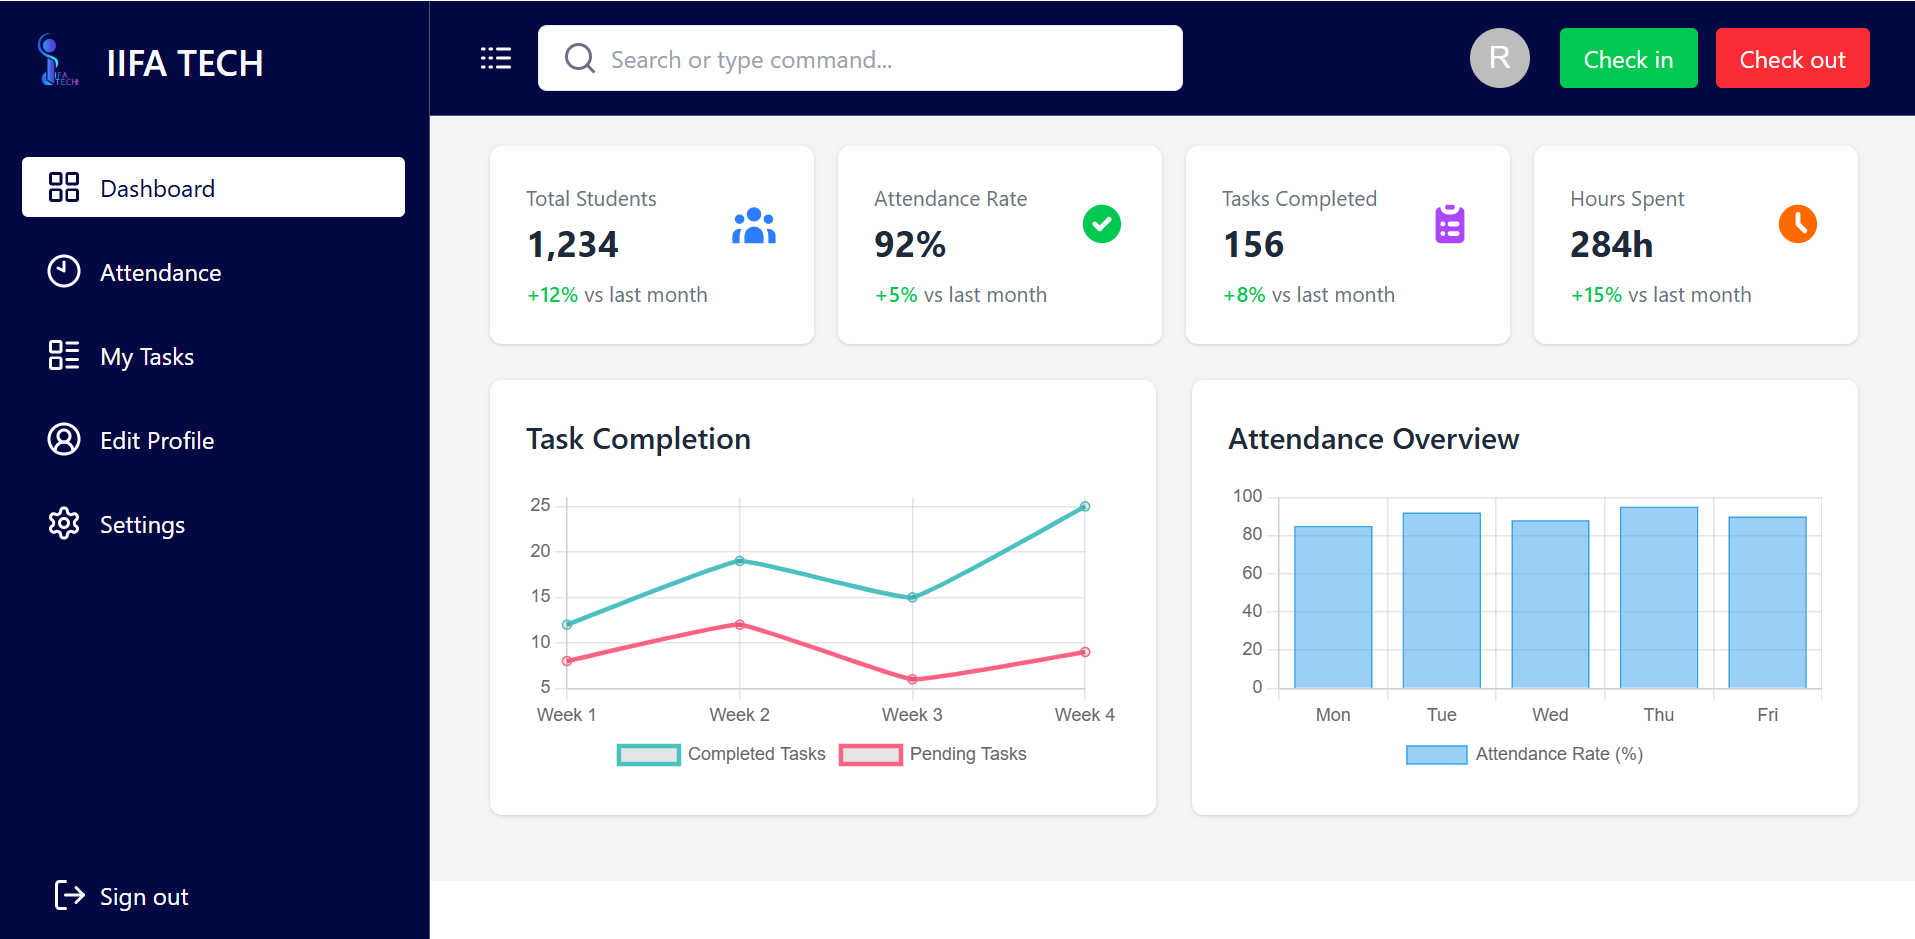 IFA
TECH
IIFA TECH
Search or type command...
R
Check in
Check out
Dashboard
Attendance
My Tasks
Edit Profile
Settings
Sign out
Total Students
1,234
+12% vs last month
Attendance Rate
92%
+5% vs last month
Tasks Completed
156
+8% vs last month
Hours Spent
284h
+15% vs last month
Task Completion
25
20
15
10
5
Week 1 Week 2 Week 3 Week 4
Completed Tasks Pending Tasks
Attendance Overview
100
80
60
40
20
0
Mon Tue Wed Thu Fri
Attendance Rate (%)